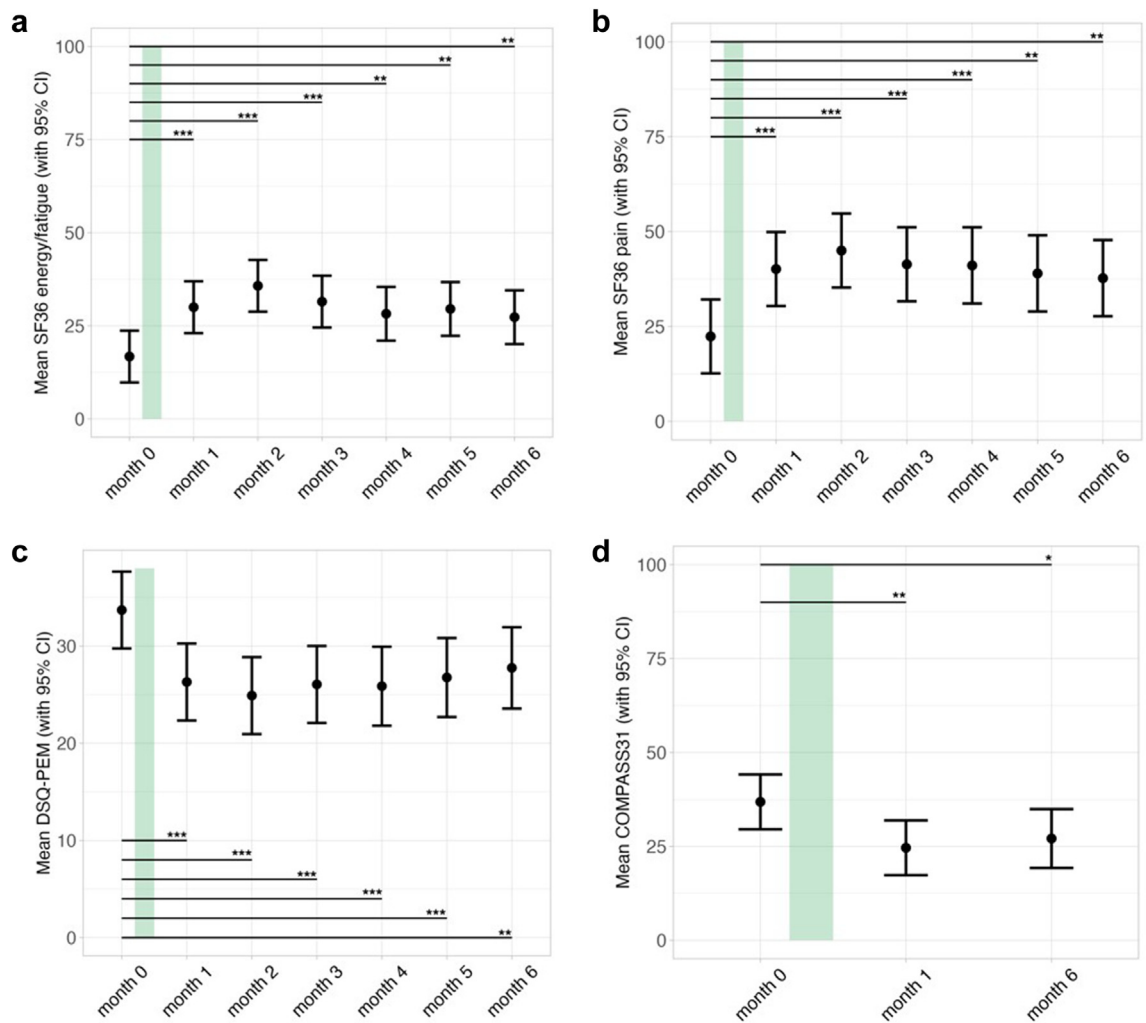 a
Mean SF36 energy/fatigue (with 95% CI)
100
75
50
25
0
**
**
**
***
***
***
month 0
month 1
month 2
month 3
month 4
month 5
month 6
b
Mean SF36 pain (with 95% CI)
100
75
50
25
0
**
**
***
***
***
***
month 0
month 1
month 2
month 3
month 4
month 5
month 6
c
Mean DSQ-PEM (with 95% CI)
30
20
10
0
***
***
***
***
***
**
month 0
month 1
month 2
month 3
month 4
month 5
month 6
d
Mean COMPASS31 (with 95% CI)
100
75
50
25
0
*
**
month 0
month 1
month 6